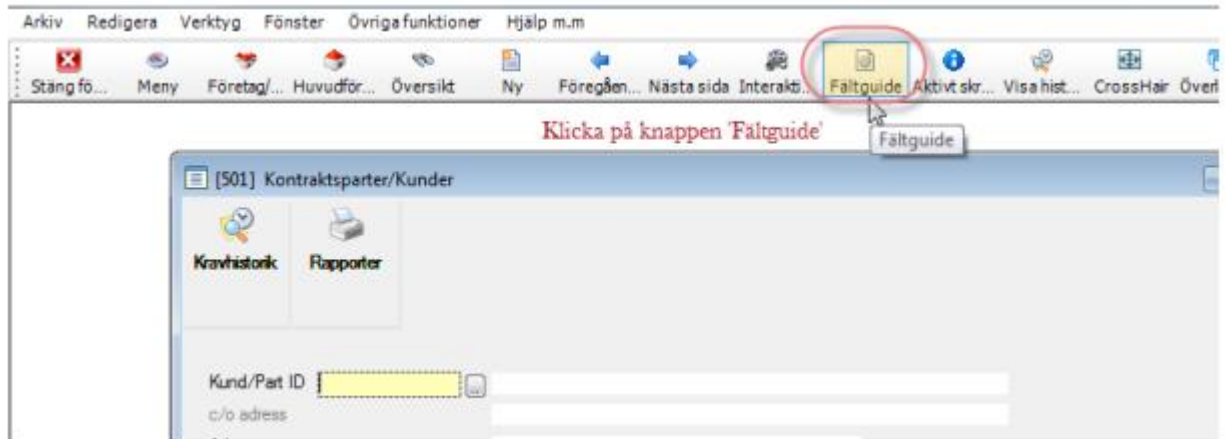 Arkiv Redigera Verktyg Fönster Övriga funktioner Hjälp m.m
Stäng fö... Meny Företag/... Huvudför... Översikt Ny Föregåen... Nästa sida Interakti... Fältguide Aktivt skr... Visa hist... CrossHair Överl
Klicka på knappen 'Fältguide'
Fältguide
[501] Kontraktsparter/Kunder
Kravhistorik Rapporter
Kund/Part ID
c/o adress